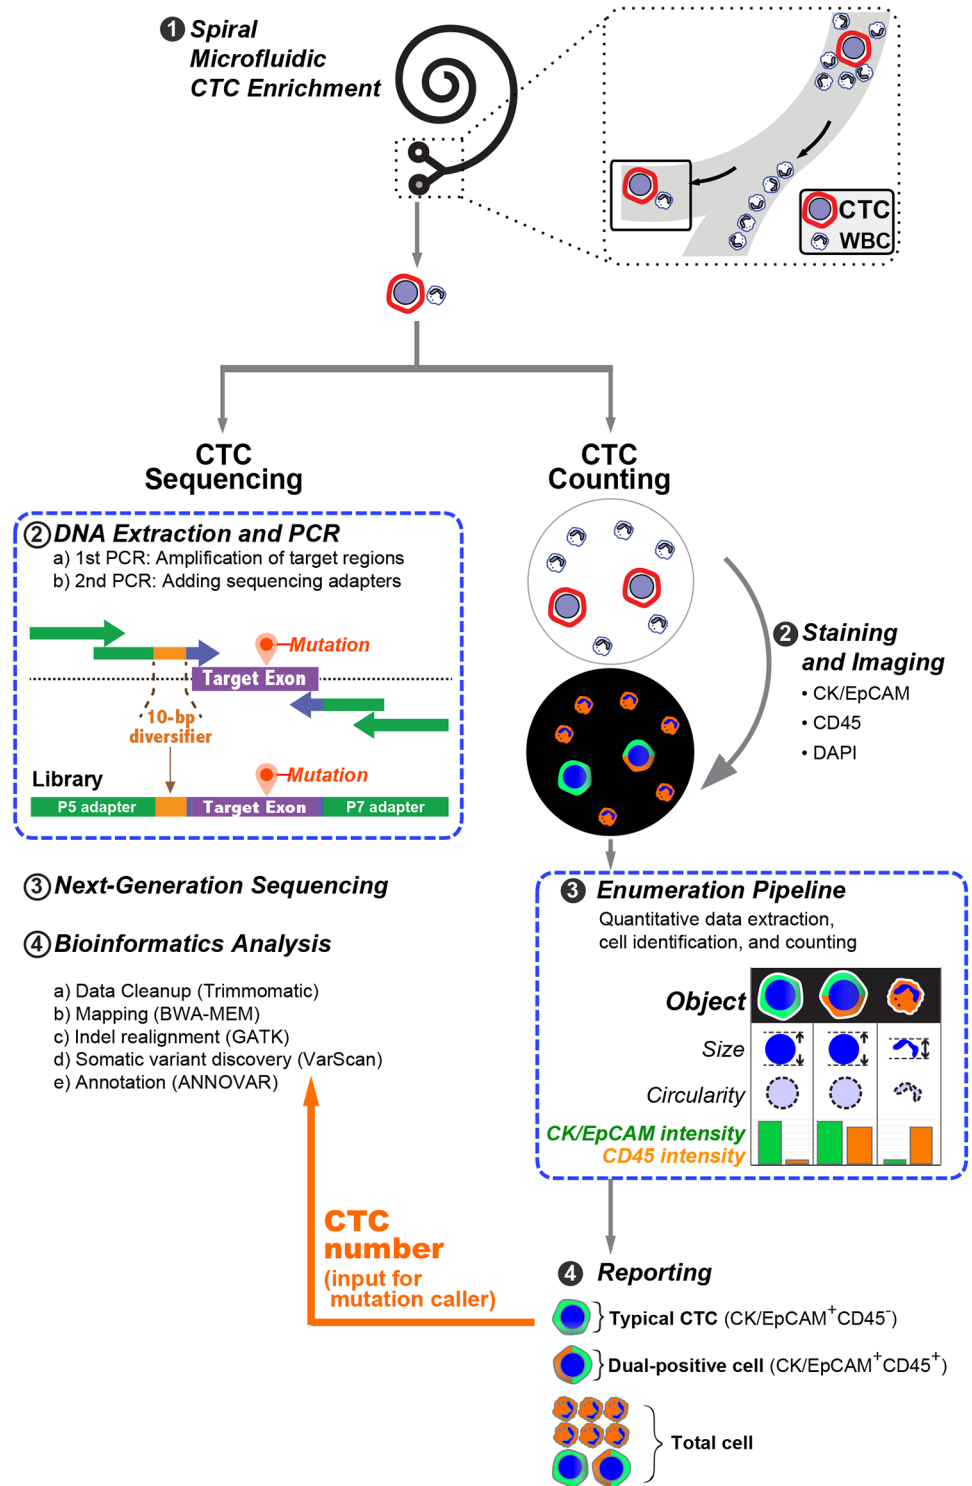 1 Spiral
Microfluidic
CTC Enrichment
CTC
WBC
CTC
Sequencing
CTC
Counting
2 DNA Extraction and PCR
a) 1st PCR: Amplification of target regions
b) 2nd PCR: Adding sequencing adapters
Mutation
Target Exon
10-bp
diversifier
Mutation
Library
P5 adapter
Target Exon
P7 adapter
2 Staining
and Imaging
• CK/EpCAM
• CD45
• DAPI
3 Next-Generation Sequencing
4 Bioinformatics Analysis
a) Data Cleanup (Trimmomatic)
b) Mapping (BWA-MEM)
c) Indel realignment (GATK)
d) Somatic variant discovery (VarScan)
e) Annotation (ANNOVAR)
3 Enumeration Pipeline
Quantitative data extraction,
cell identification, and counting
Object
Size
Circularity
CK/EpCAM intensity
CD45 intensity
CTC
number
(input for
mutation caller)
4 Reporting
Typical CTC (CK/EpCAM⁺CD45⁻)
Dual-positive cell (CK/EpCAM⁺CD45⁺)
Total cell